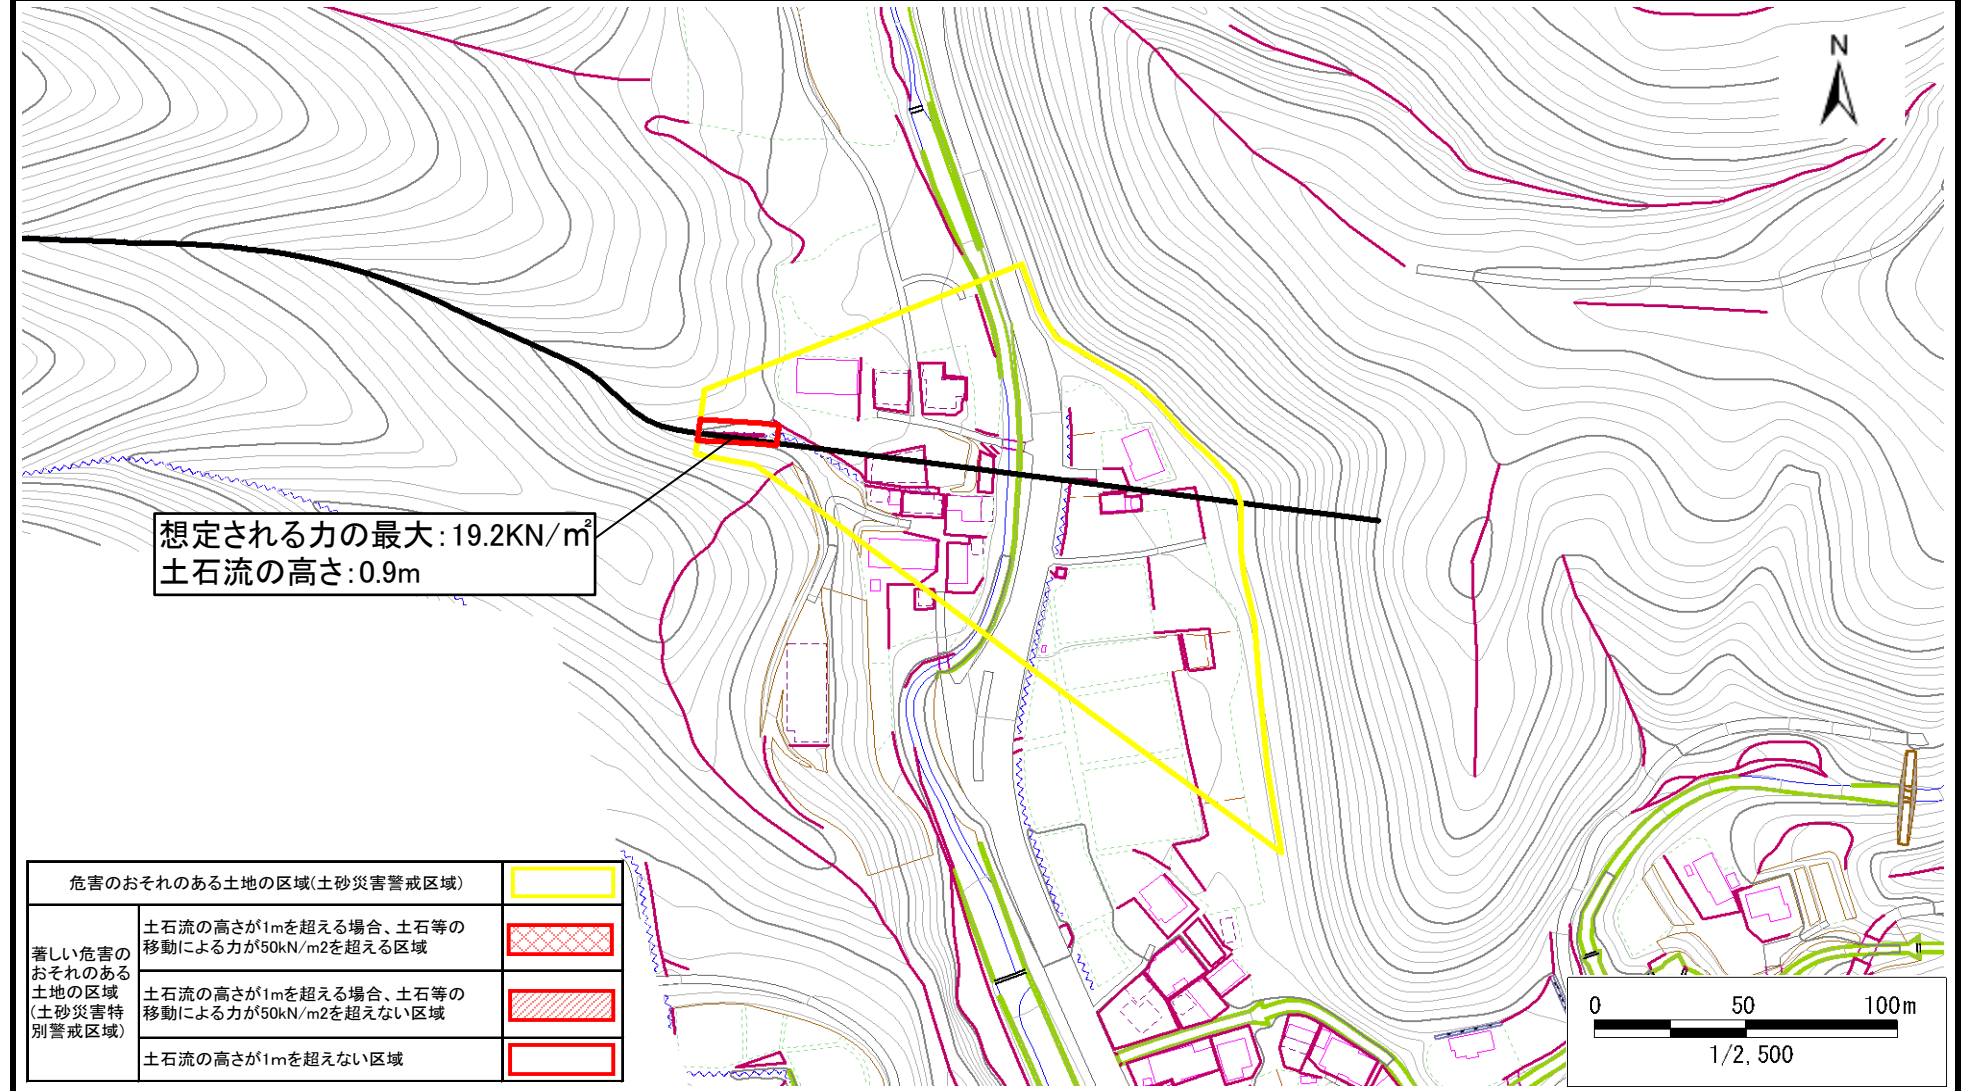 N
想定される力の最大:19.2KN/㎡
土石流の高さ:0.9m
危害のおそれのある土地の区域(土砂災害警戒区域)
著しい危害の
おそれのある
土地の区域
(土砂災害特
別警戒区域)
土石流の高さが1mを超える場合、土石等の
移動による力が50kN/m2を超える区域
土石流の高さが1mを超える場合、土石等の
移動による力が50kN/m2を超えない区域
土石流の高さが1mを超えない区域
0 50 100m
1/2,500